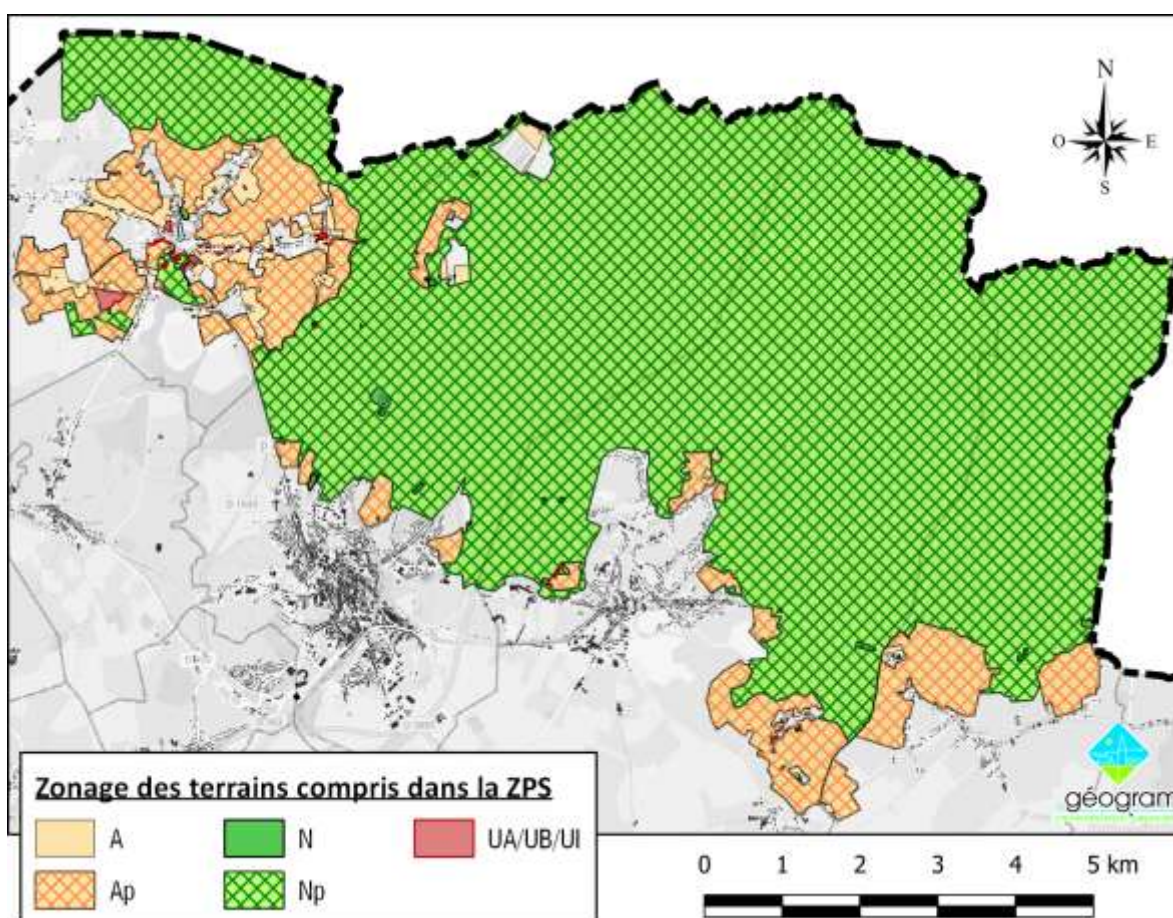 N
O E
S
géogram
Zonage des terrains compris dans la ZPS
A N UA/UB/UI
Ap Np
0 1 2 3 4 5 km